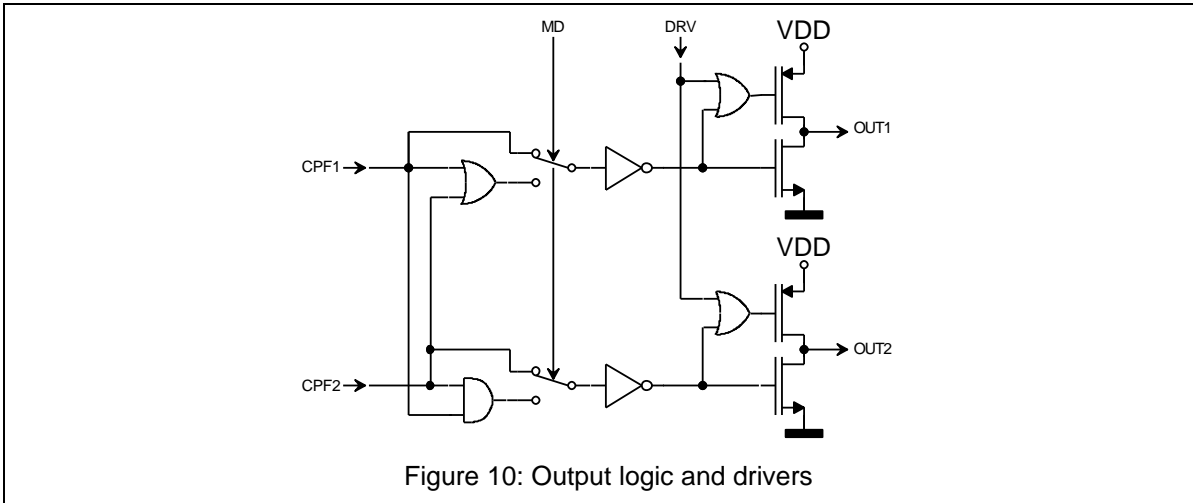 MD DRV VDD
OUT1
CPF1
VDD
OUT2
CPF2
Figure 10: Output logic and drivers